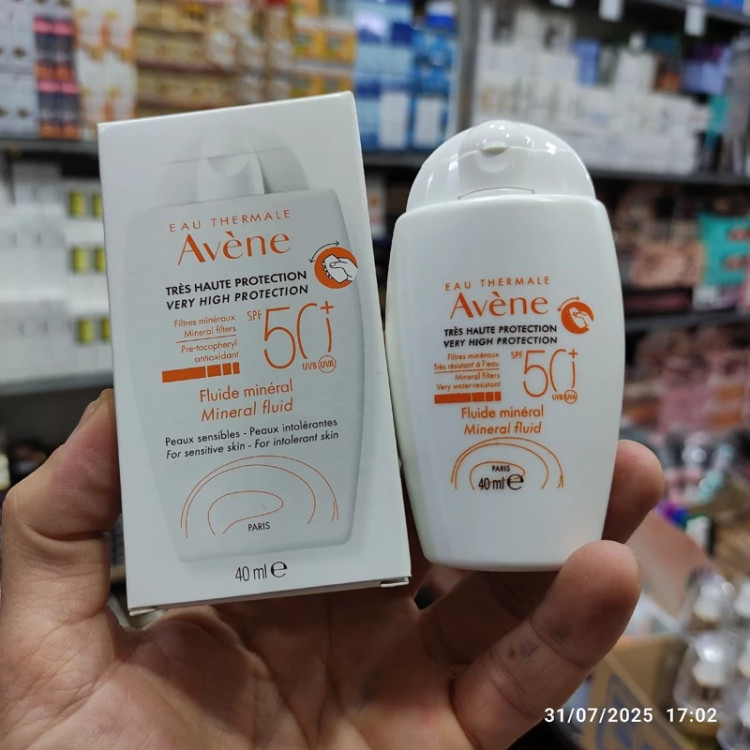 EAU THERMALE
Avène
TRÈS HAUTE PROTECTION
VERY HIGH PROTECTION
Filtres minéraux
Mineral filters
Pre-tocopheryl
antioxidant
SPF 50+
UVB UVA
Fluide minéral
Mineral fluid
Peaux sensibles - Peaux intolérantes
For sensitive skin - For intolerant skin
PARIS
40 ml e
EAU THERMALE
Avène
TRÈS HAUTE PROTECTION
VERY HIGH PROTECTION
Filtres minéraux
Très résistant à l'eau
Mineral filters
Very water-resistant
SPF 50+
UVB UVA
Fluide minéral
Mineral fluid
PARIS
40 ml e
31/07/2025 17:02